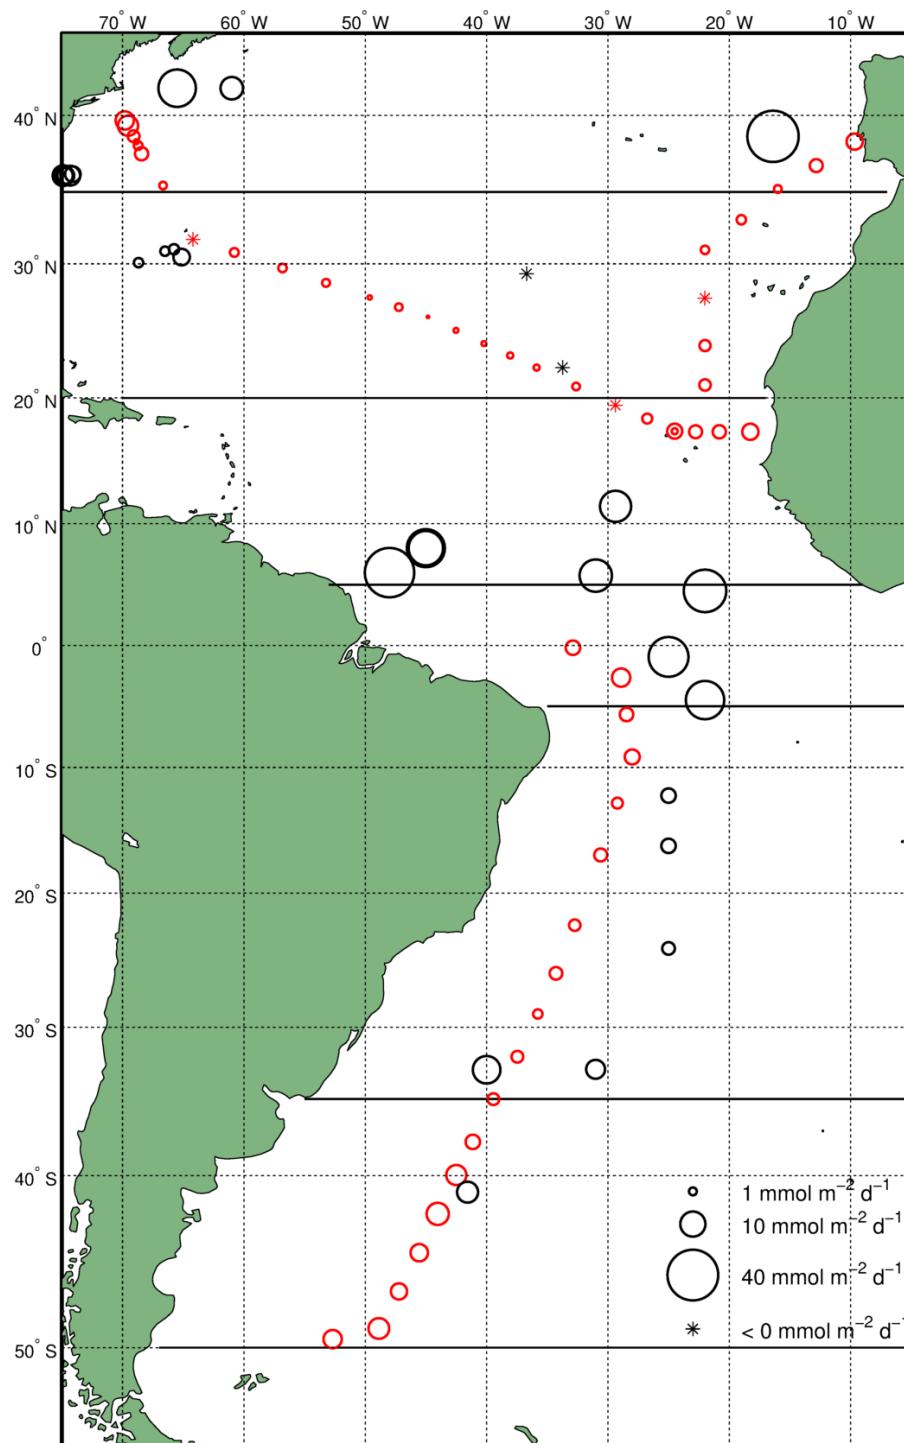 70° W 60° W 50° W 40° W 30° W 20° W 10° W
40° N
30° N
20° N
10° N
0°
10° S
20° S
30° S
40° S
1 mmol m⁻² d⁻¹
10 mmol m⁻² d⁻¹
40 mmol m⁻² d⁻¹
< 0 mmol m⁻² d⁻¹
50° S